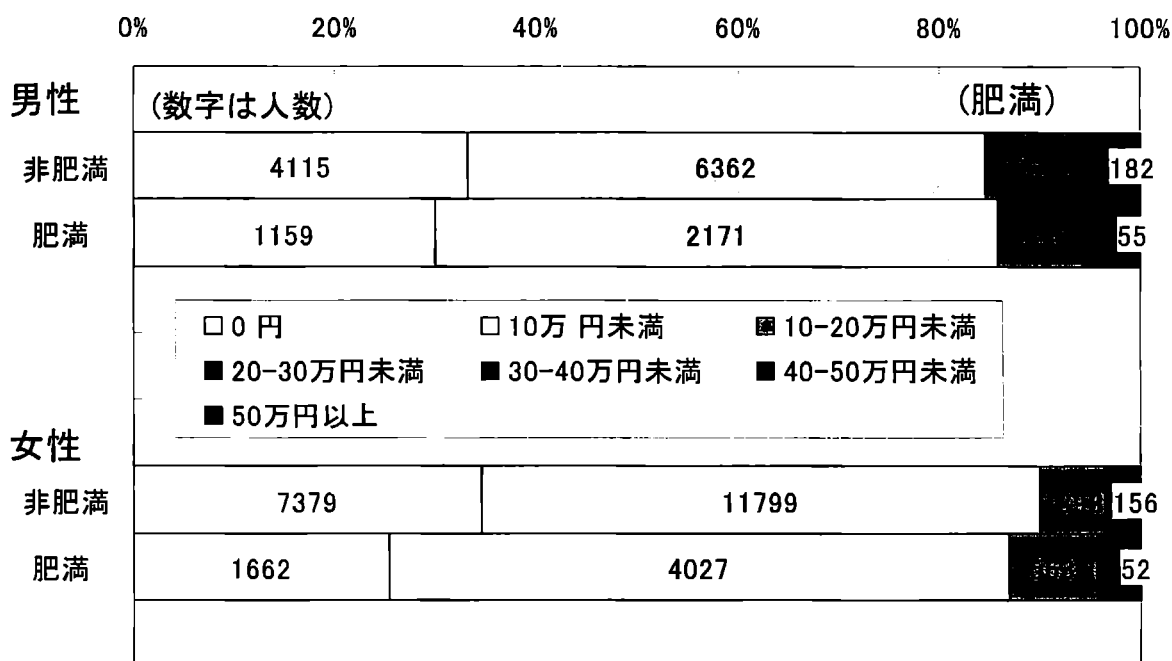 0% 20% 40% 60% 80% 100%
男性 (数字は人数) (肥満)
非肥満 4115 6362 182
肥満 1159 2171 55
□0 円 □10万 円未満 ▩10-20万円未満
■20-30万円未満 ■30-40万円未満 ■40-50万円未満
■50万円以上
女性
非肥満 7379 11799 156
肥満 1662 4027 52